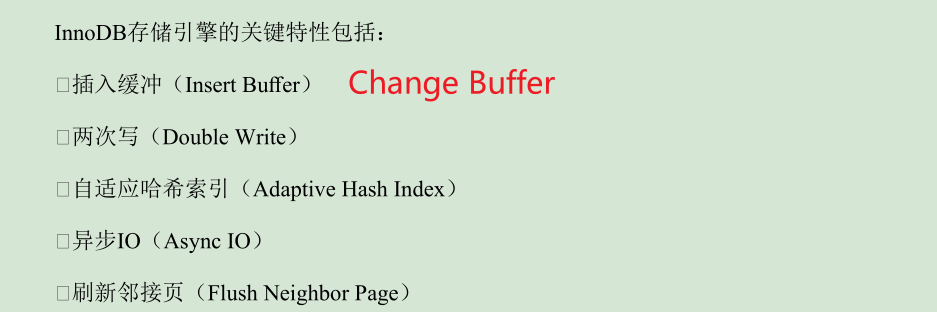 InnoDB存储引擎的关键特性包括：
□插入缓冲（Insert Buffer） Change Buffer
□两次写（Double Write）
□自适应哈希索引（Adaptive Hash Index）
□异步IO（Async IO）
□刷新邻接页（Flush Neighbor Page）